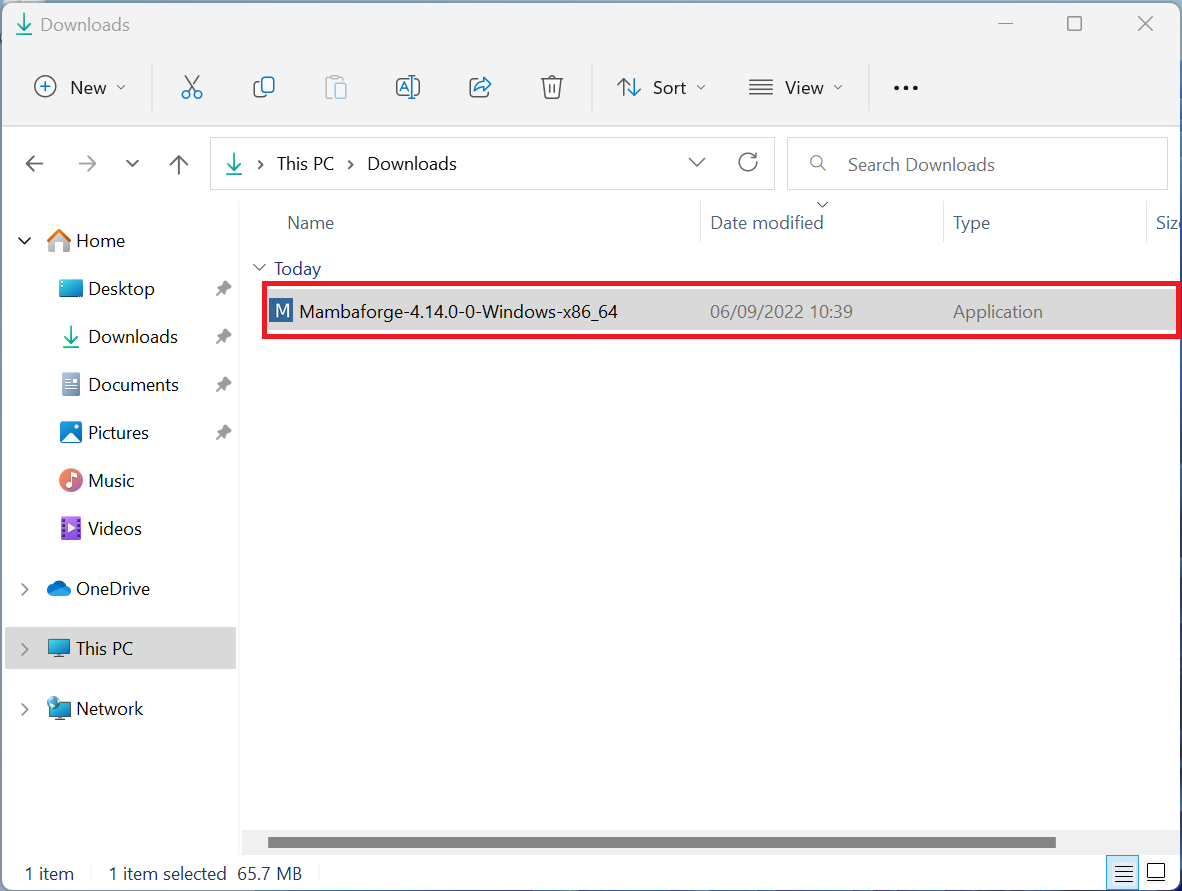 Downloads
New
Sort
View
This PC
Downloads
Search Downloads
Name
Date modified
Type
Siz
Home
Desktop
Downloads
Documents
Pictures
Music
Videos
OneDrive
This PC
Network
Today
M
Mambaforge-4.14.0-0-Windows-x86_64 06/09/2022 10:39 Application
1 item 1 item selected 65.7 MB